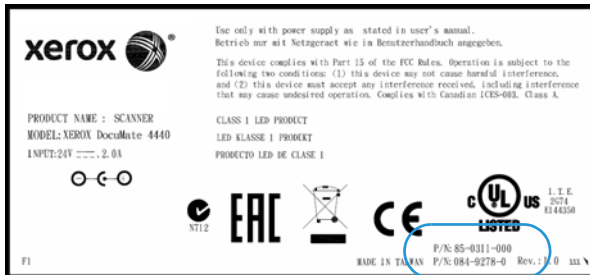 xerox
Use only with power supply as stated in user's manual.
Betrieb nur mit Netzgeraet wie im Benutzerhandbuch angegeben.
This device complies with Part 15 of the FCC Rules. Operation is subject to the
following two conditions: (1) this device may not cause harmful interference,
and (2) this device must accept any interference received, including interference
that may cause undesired operation. Complies with Canadian ICES-003. Class A.
PRODUCT NAME : SCANNER
MODEL: XEROX DocuMate 4440
INPUT:24V 2.0A
CLASS 1 LED PRODUCT
LED KLASSE 1 PRODUKT
PRODUCTO LED DE CLASE 1
N712
EAC
CE
C UL US
LISTED
I.T.E.
2G74
E144350
P/N: 85-0311-000
MADE IN TAIWAN P/N: 084-9278-0 Rev.: 1.0 xxx
F1